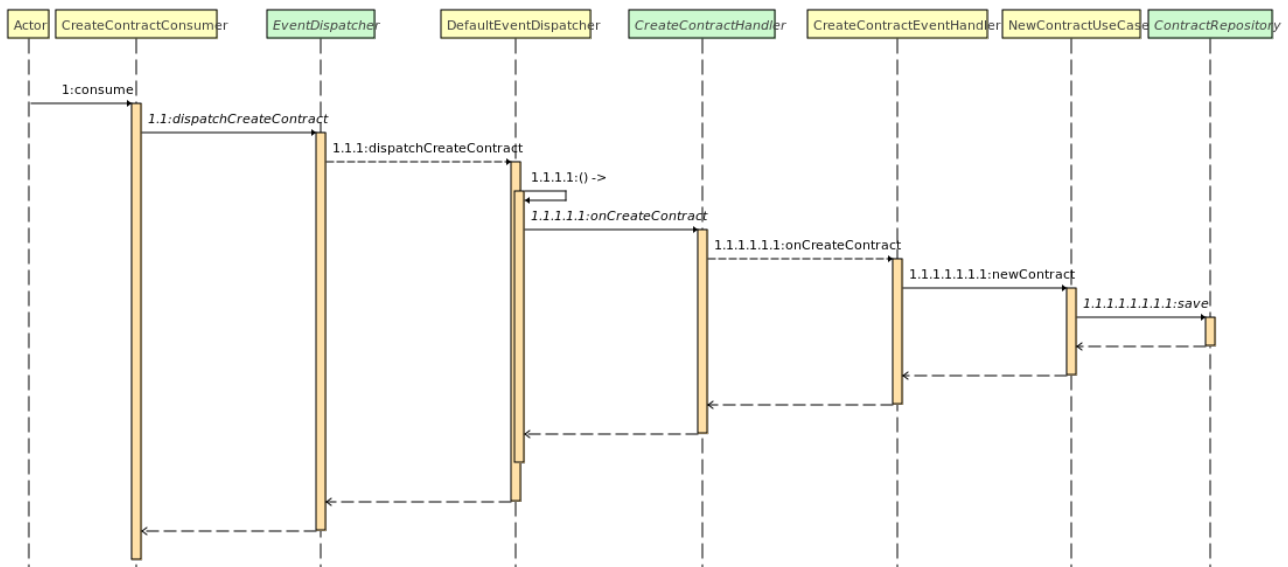 Actor
CreateContractConsumer
EventDispatcher
DefaultEventDispatcher
CreateContractHandler
CreateContractEventHandler
NewContractUseCase
ContractRepository
1:consume
1.1:dispatchCreateContract
1.1.1:dispatchCreateContract
1.1.1.1:() ->
1.1.1.1.1:onCreateContract
1.1.1.1.1.1:onCreateContract
1.1.1.1.1.1.1:newContract
1.1.1.1.1.1.1.1:save